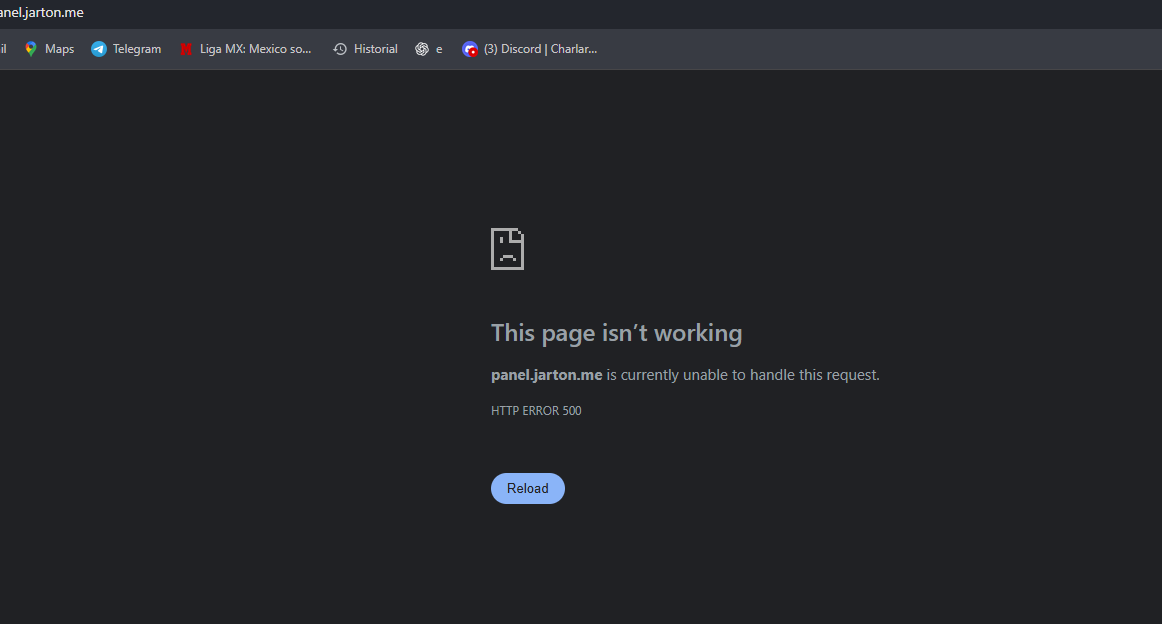 anel.jarton.me
il Maps Telegram Liga MX: Mexico so... Historial e (3) Discord | Charlar...
This page isn’t working
panel.jarton.me is currently unable to handle this request.
HTTP ERROR 500
Reload